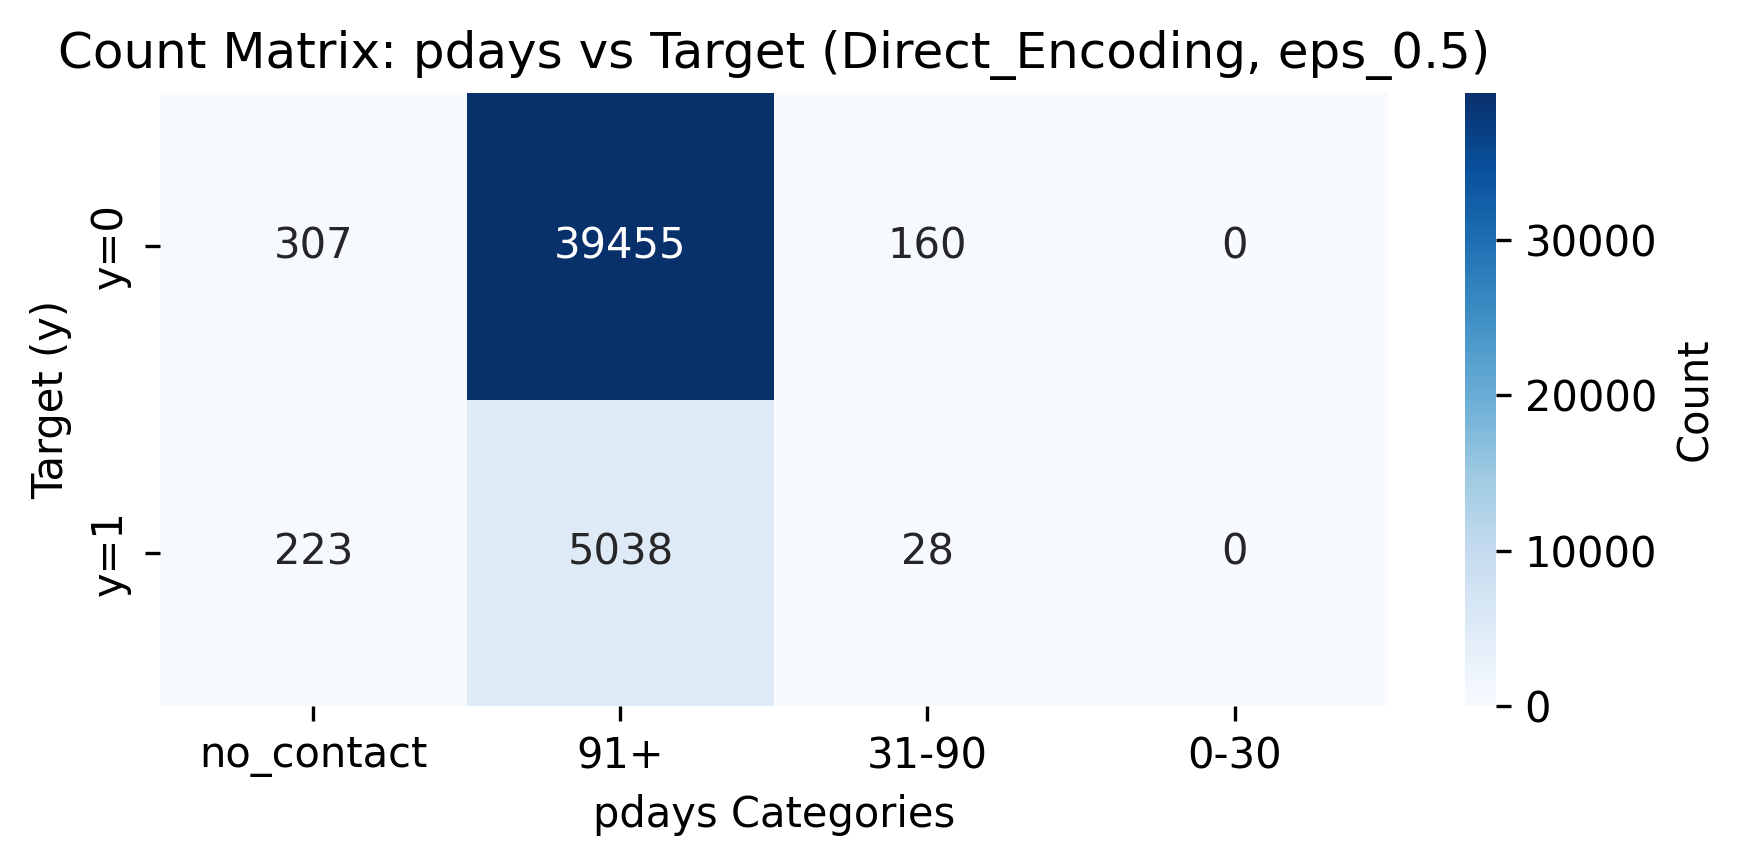 Count Matrix: pdays vs Target (Direct_Encoding, eps_0.5)
Target (y)
y=0
307 39455 160 0
y=1
223 5038 28 0
no_contact 91+ 31-90 0-30
pdays Categories
30000
20000
10000
0
Count